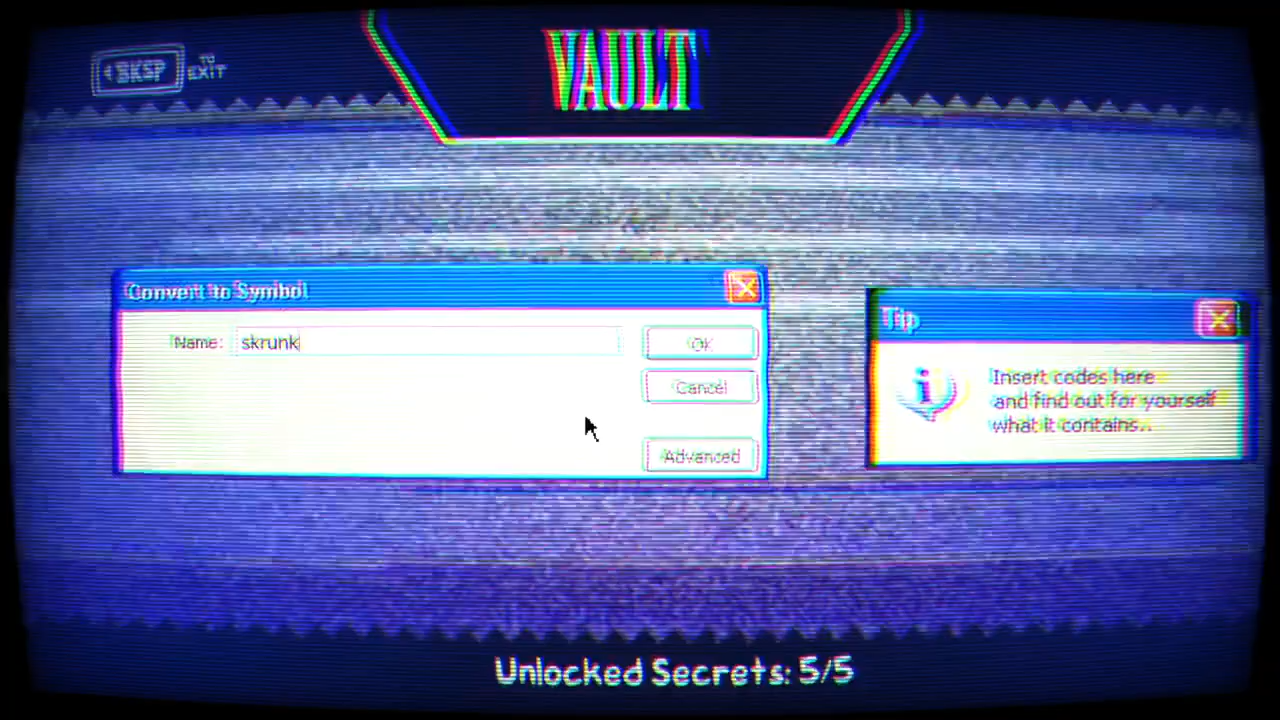 BKSP TO EXIT
VAULT
Convert to Symbol
Name: skrunk
OK
Cancel
Advanced
Tip
Insert codes here
and find out for yourself
what it contains..
Unlocked Secrets: 5/5